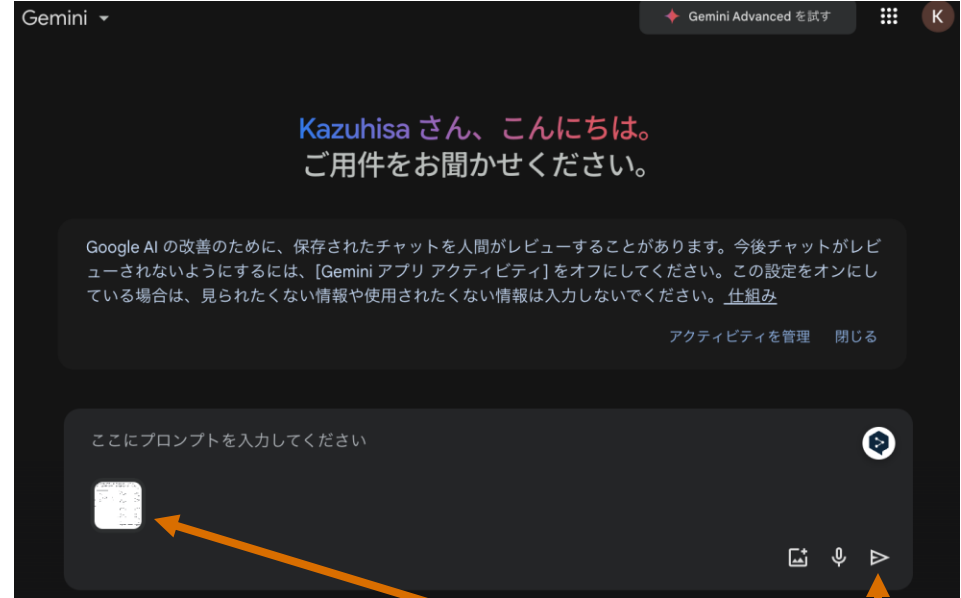 Gemini
Gemini Advanced を試す
K
Kazuhisa さん、こんにちは。
ご用件をお聞かせください。
Google AI の改善のために、保存されたチャットを人間がレビューすることがあります。今後チャットがレビ
ューされないようにするには、[Gemini アプリ アクティビティ] をオフにしてください。この設定をオンにし
ている場合は、見られたくない情報や使用されたくない情報は入力しないでください。 仕組み
アクティビティを管理 閉じる
ここにプロンプトを入力してください